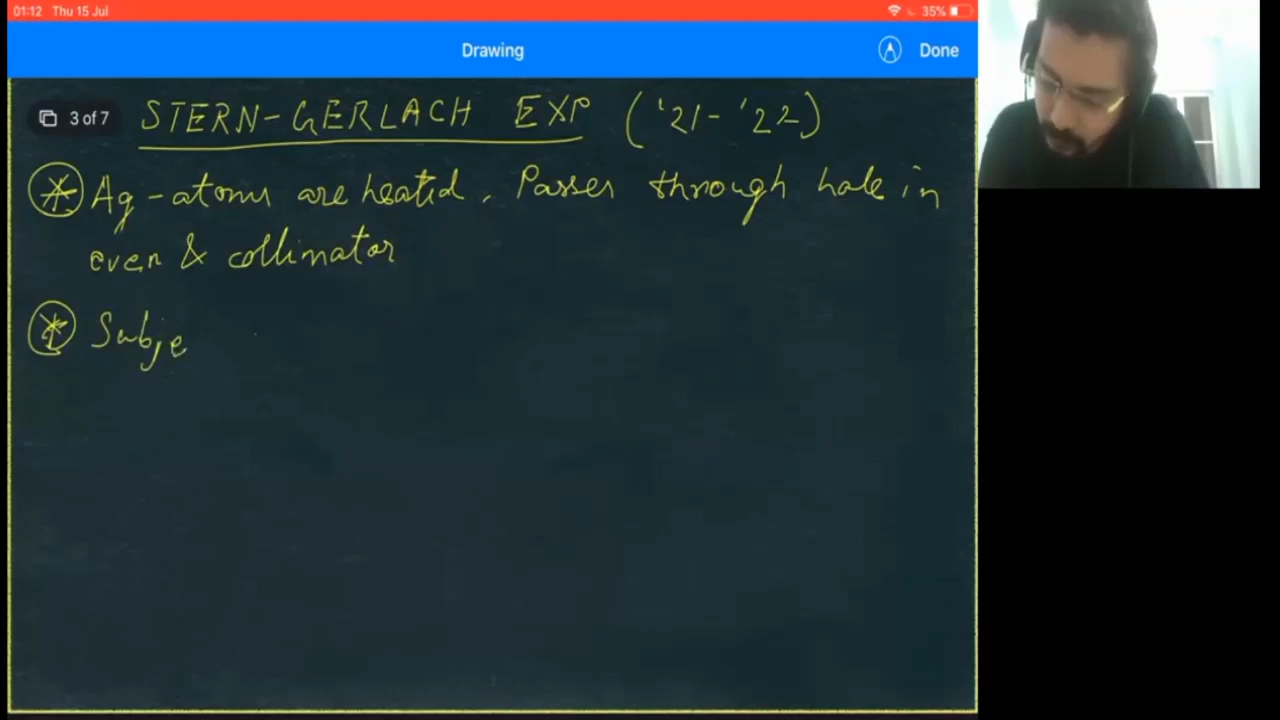 01:12 Thu 15 Jul
35%
Drawing
Done
3 of 7
STERN-GERLACH EXP ('21-'22)
Ag-atoms are heated. Passes through hole in
oven & collimator
Subje